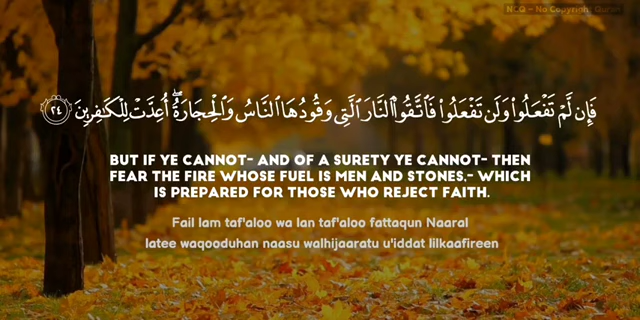 NCQ - No Copyright Quran
فَإِن لَّمْ تَفْعَلُوا۟ وَلَن تَفْعَلُوا۟ فَٱتَّقُوا۟ ٱلنَّارَ ٱلَّتِى وَقُودُهَا ٱلنَّاسُ وَٱلْحِجَارَةُ ۖ أُعِدَّتْ لِلْكَٰفِرِينَ ٢٤
BUT IF YE CANNOT- AND OF A SURETY YE CANNOT- THEN
FEAR THE FIRE WHOSE FUEL IS MEN AND STONES,- WHICH
IS PREPARED FOR THOSE WHO REJECT FAITH.
Fail lam taf'aloo wa lan taf'aloo fattaqun Naaral
latee waqooduhan naasu walhijaaratu u'iddat lilkaafireen